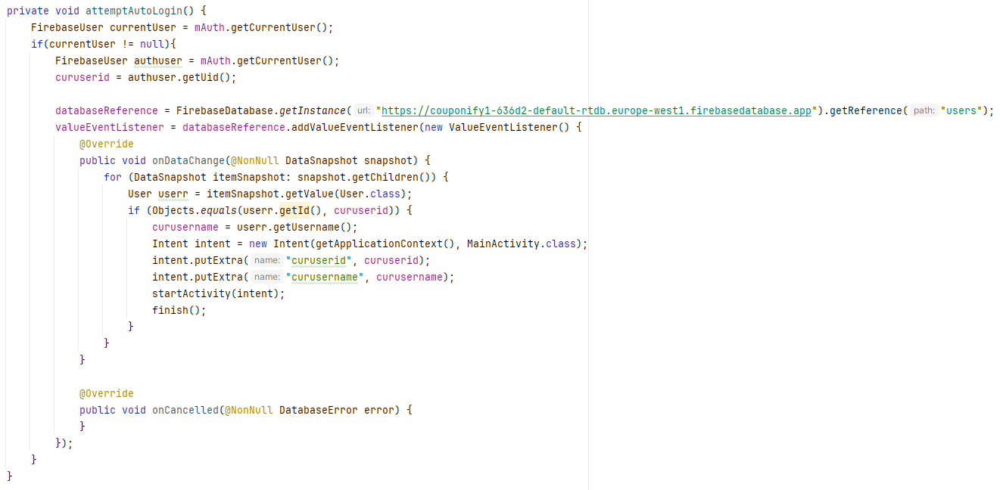 private void attemptAutoLogin() {
    FirebaseUser currentUser = mAuth.getCurrentUser();
    if(currentUser != null){
        FirebaseUser authuser = mAuth.getCurrentUser();
        curuserid = authuser.getUid();

        databaseReference = FirebaseDatabase.getInstance( url: "https://couponify1-636d2-default-rtdb.europe-west1.firebasedatabase.app").getReference( path: "users");
        valueEventListener = databaseReference.addValueEventListener(new ValueEventListener() {
            @Override
            public void onDataChange(@NonNull DataSnapshot snapshot) {
                for (DataSnapshot itemSnapshot: snapshot.getChildren()) {
                    User userr = itemSnapshot.getValue(User.class);
                    if (Objects.equals(userr.getId(), curuserid)) {
                        curusername = userr.getUsername();
                        Intent intent = new Intent(getApplicationContext(), MainActivity.class);
                        intent.putExtra( name: "curuserid", curuserid);
                        intent.putExtra( name: "curusername", curusername);
                        startActivity(intent);
                        finish();
                    }
                }
            }

            @Override
            public void onCancelled(@NonNull DatabaseError error) {
            }
        });
    }
}